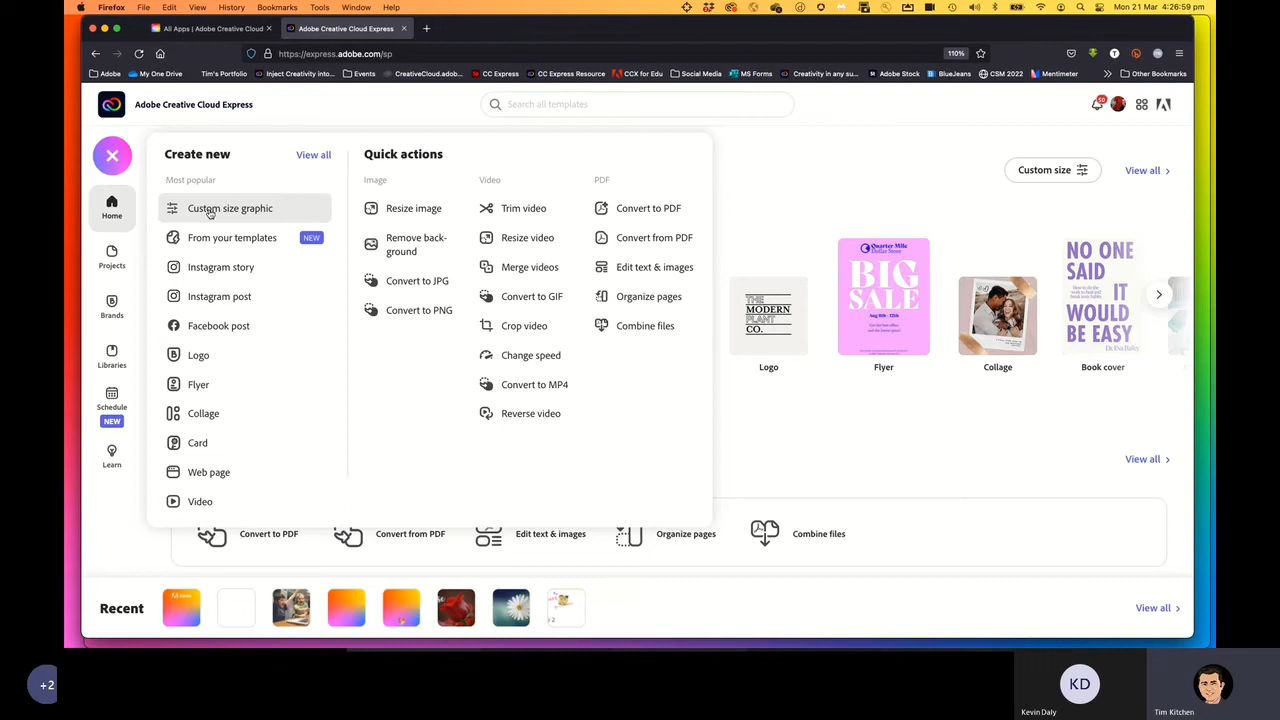 Firefox File Edit View History Bookmarks Tools Window Help
Mon 21 Mar 4:26:59 pm
All Apps | Adobe Creative Cloud
Adobe Creative Cloud Express
https://express.adobe.com/sp
110%
Adobe
My One Drive
Tim's Portfolio
Inject Creativity into...
Events
CreativeCloud.adob...
CC Express
CC Express Resource
CCX for Edu
Social Media
MS Forms
Creativity in any su...
Adobe Stock
BlueJeans
CSM 2022
Mentimeter
Other Bookmarks
Adobe Creative Cloud Express
Search all templates
Home
Projects
Brands
Libraries
Schedule
NEW
Learn
Create new
View all
Most popular
Custom size graphic
From your templates
NEW
Instagram story
Instagram post
Facebook post
Logo
Flyer
Collage
Card
Web page
Video
Quick actions
Image
Resize image
Remove back-
ground
Convert to JPG
Convert to PNG
Video
Trim video
Resize video
Merge videos
Convert to GIF
Crop video
Change speed
Convert to MP4
Reverse video
PDF
Convert to PDF
Convert from PDF
Edit text & images
Organize pages
Combine files
Custom size
View all
THE
MODERN
PLANT
CO.
Logo
Quarter-Mile
Dollar Store
BIG
SALE
Flyer
Collage
NO ONE
SAID
IT
WOULD
BE EASY
Book cover
View all
Convert to PDF
Convert from PDF
Edit text & images
Organize pages
Combine files
Recent
View all
+2
KD
Kevin Daly
Tim Kitchen